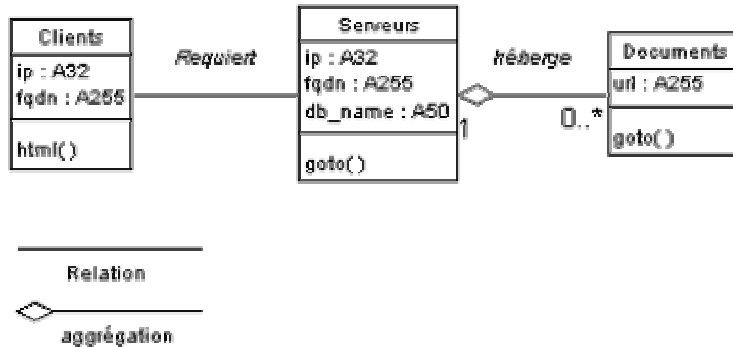 Clients
ip : A32
fqdn : A255
html()
Requiert
Serveurs
ip : A32
fqdn : A255
db_name : A50
goto()
héberge
1
0..*
Documents
url : A255
goto()
Relation
aggrégation